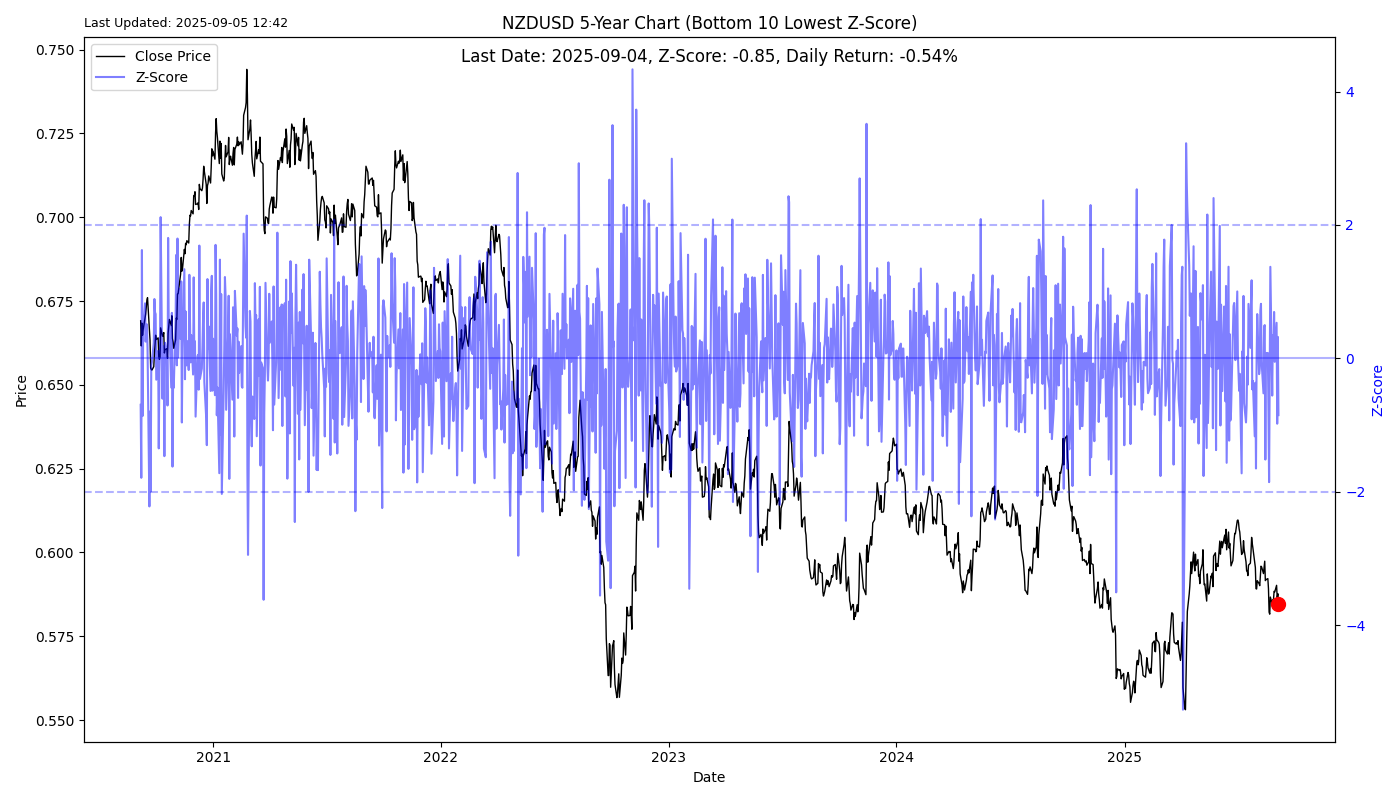 Last Updated: 2025-09-05 12:42
NZDUSD 5-Year Chart (Bottom 10 Lowest Z-Score)
Last Date: 2025-09-04, Z-Score: -0.85, Daily Return: -0.54%
Close Price
Z-Score
0.750
0.725
0.700
0.675
0.650
0.625
0.600
0.575
0.550
Price
4
2
0
−2
−4
Z-Score
2021
2022
2023
2024
2025
Date